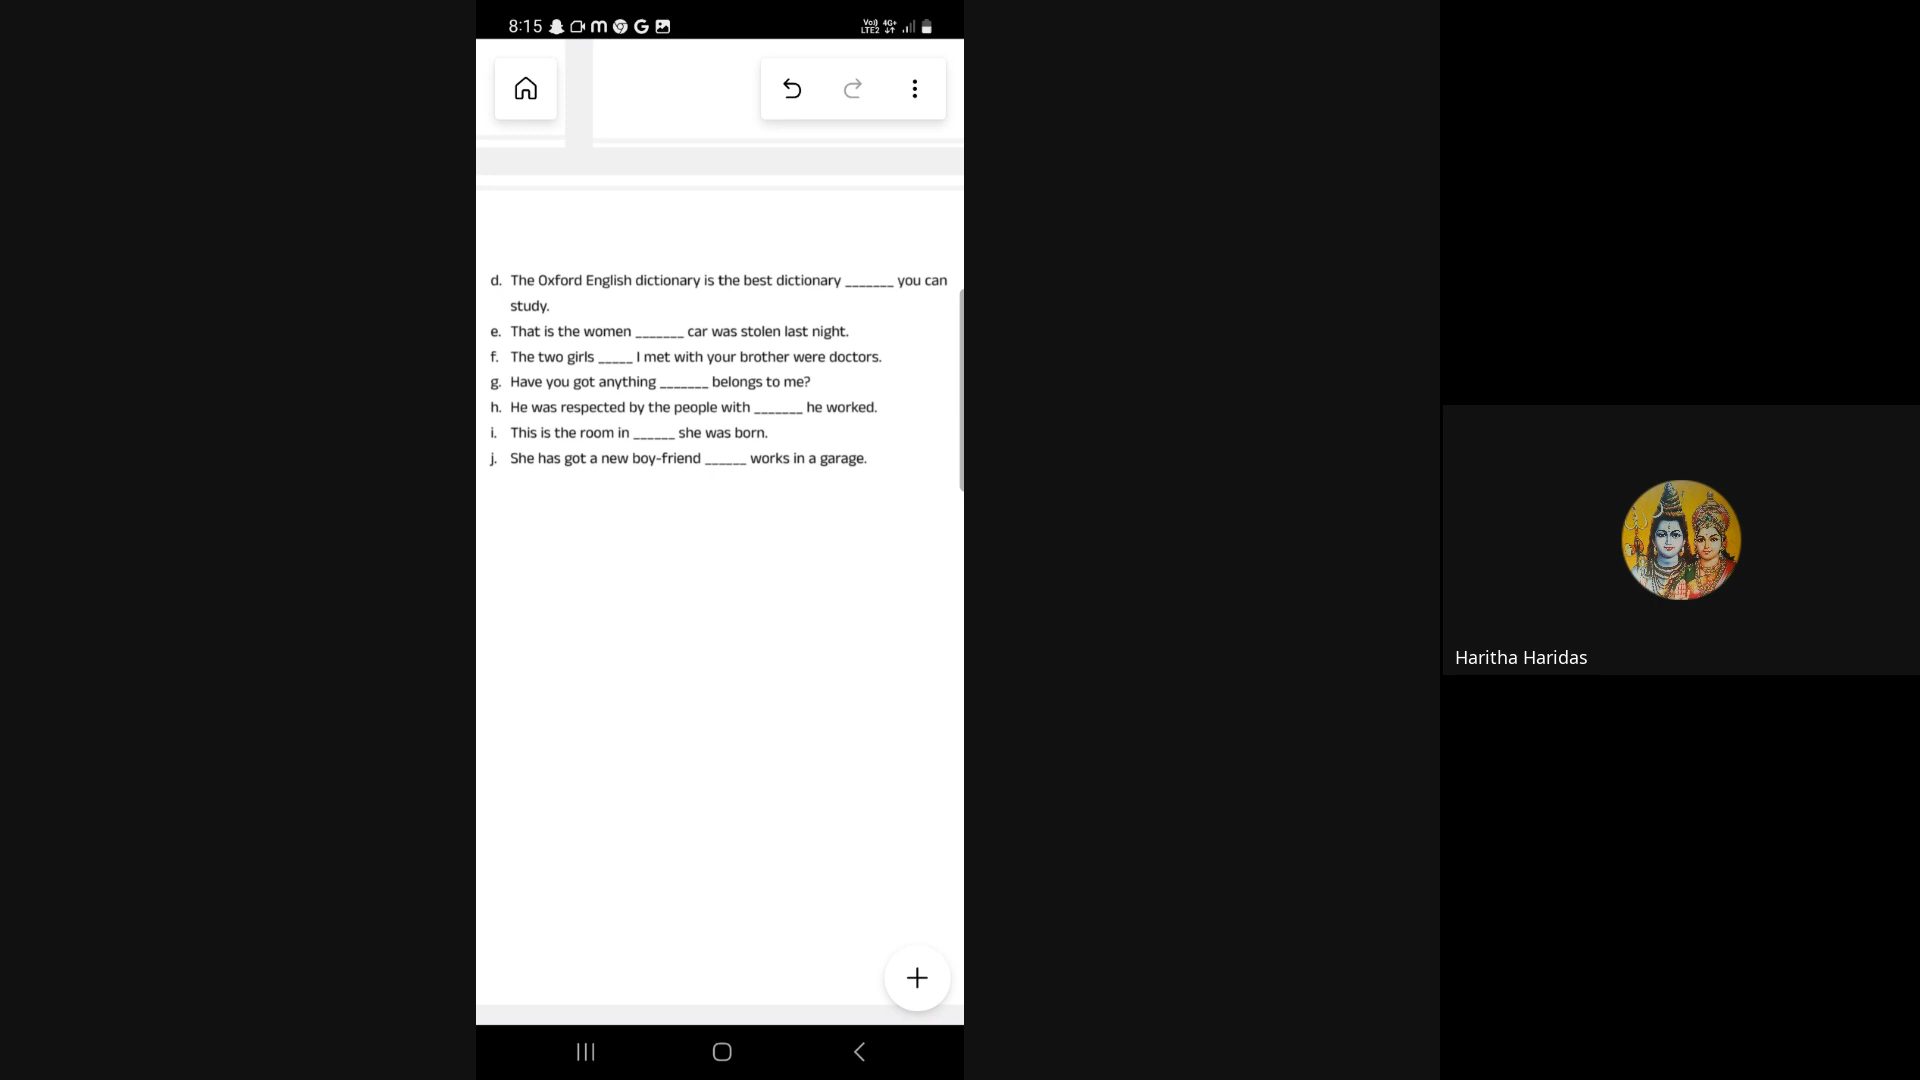 8:15
Vo)) 4G+
LTE2
d. The Oxford English dictionary is the best dictionary _______ you can
study.
e. That is the women _______ car was stolen last night.
f. The two girls _____ I met with your brother were doctors.
g. Have you got anything _______ belongs to me?
h. He was respected by the people with _______ he worked.
i. This is the room in ______ she was born.
j. She has got a new boy-friend ______ works in a garage.
Haritha Haridas